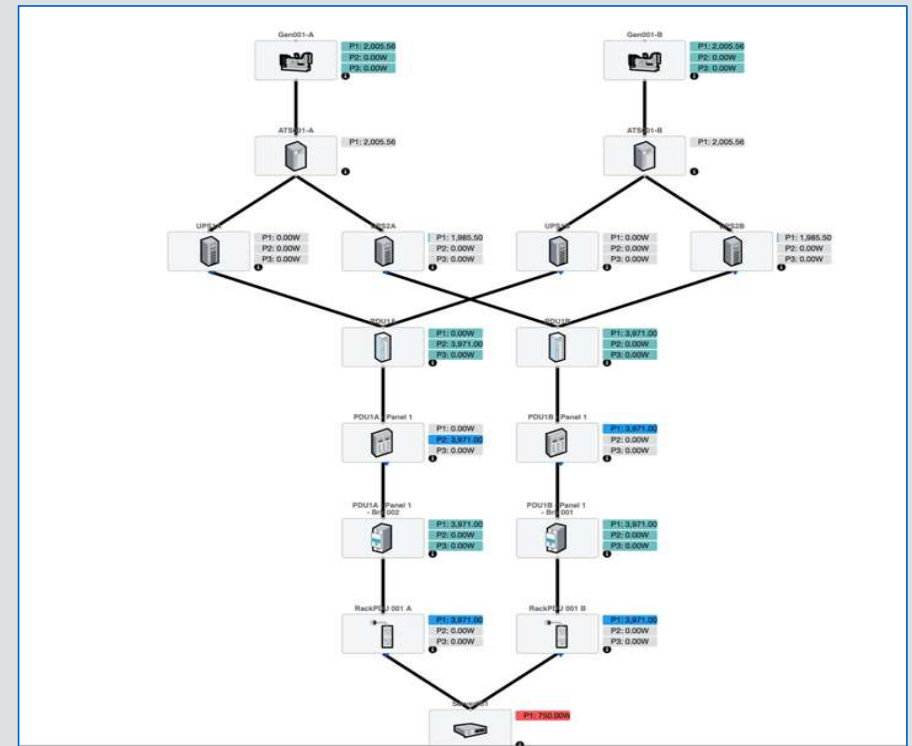 Gen001-A
P1: 2,005.56
P2: 0.00W
P3: 0.00W
Gen001-B
P1: 2,005.56
P2: 0.00W
P3: 0.00W
P1: 2,005.56
P1: 2,005.56
P1: 0.00W
P2: 0.00W
P3: 0.00W
P1: 1,985.50
P2: 0.00W
P3: 0.00W
P1: 0.00W
P2: 0.00W
P3: 0.00W
P1: 1,985.50
P2: 0.00W
P3: 0.00W
PDU1A
P1: 0.00W
P2: 3,971.00
P3: 0.00W
PDU1B
P1: 3,971.00
P2: 0.00W
P3: 0.00W
PDU1A - Panel 1
P1: 0.00W
P2: 3,971.00
P3: 0.00W
PDU1B - Panel 1
P1: 3,971.00
P2: 0.00W
P3: 0.00W
PDU1A - Panel 1
P1: 3,971.00
P2: 0.00W
P3: 0.00W
PDU1B - Panel 1
P1: 3,971.00
P2: 0.00W
P3: 0.00W
RackPDU 001 A
P1: 3,971.00
P2: 0.00W
P3: 0.00W
RackPDU 001 B
P1: 3,971.00
P2: 0.00W
P3: 0.00W
P1: 750.00W